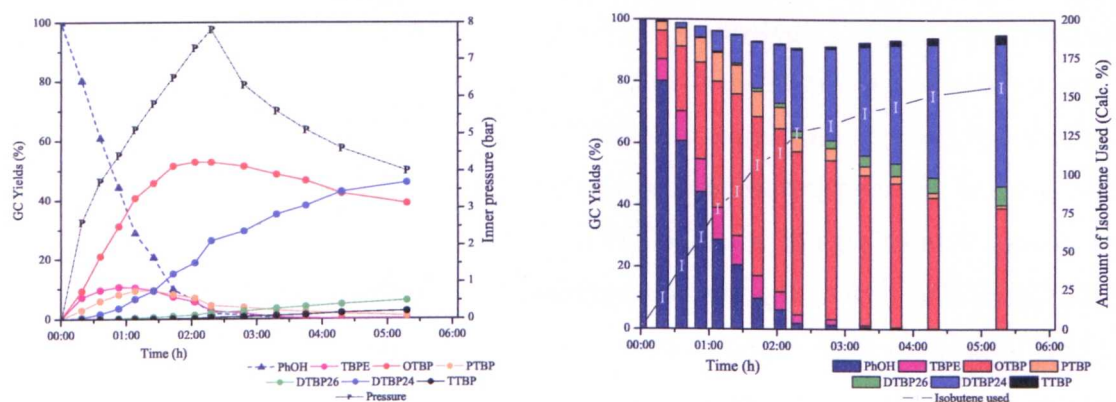 100
80
60
40
20
0
GC Yields (%)
8
7
6
5
4
3
2
1
0
Inner pressure (bar)
P P P P P P P P P P P P P
00:00 01:00 02:00 03:00 04:00 05:00 06:00
Time (h)
PhOH TBPE OTBP PTBP
DTBP26 DTBP24 TTBP
P Pressure
100
80
60
40
20
0
GC Yields (%)
200
175
150
125
100
75
50
25
0
Amount of Isobutene Used (Calc. %)
I I I I I I I I I I I I I
00:00 01:00 02:00 03:00 04:00 05:00 06:00
Time (h)
PhOH TBPE OTBP PTBP
DTBP26 DTBP24 TTBP
I Isobutene used